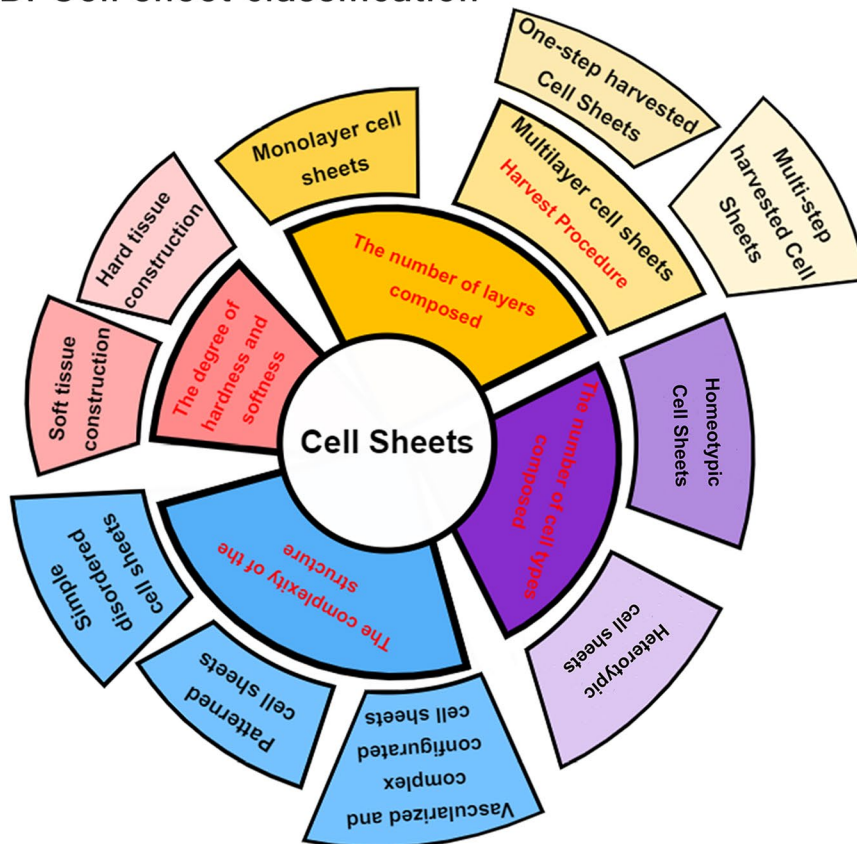 Cell Sheets
The number of layers
composed
Monolayer cell
sheets
Multilayer cell sheets
Harvest Procedure
One-step harvested
Cell Sheets
Multi-step
harvested Cell
Sheets
The number of cell types
composed
Homeotypic
Cell Sheets
Heterotypic
cell sheets
The complexity of the
structure
Vascularized and
complex
configurated
cell sheets
Patterned
cell sheets
Simple
disordered
cell sheets
The degree of
hardness and
softness
Soft tissue
construction
Hard tissue
construction